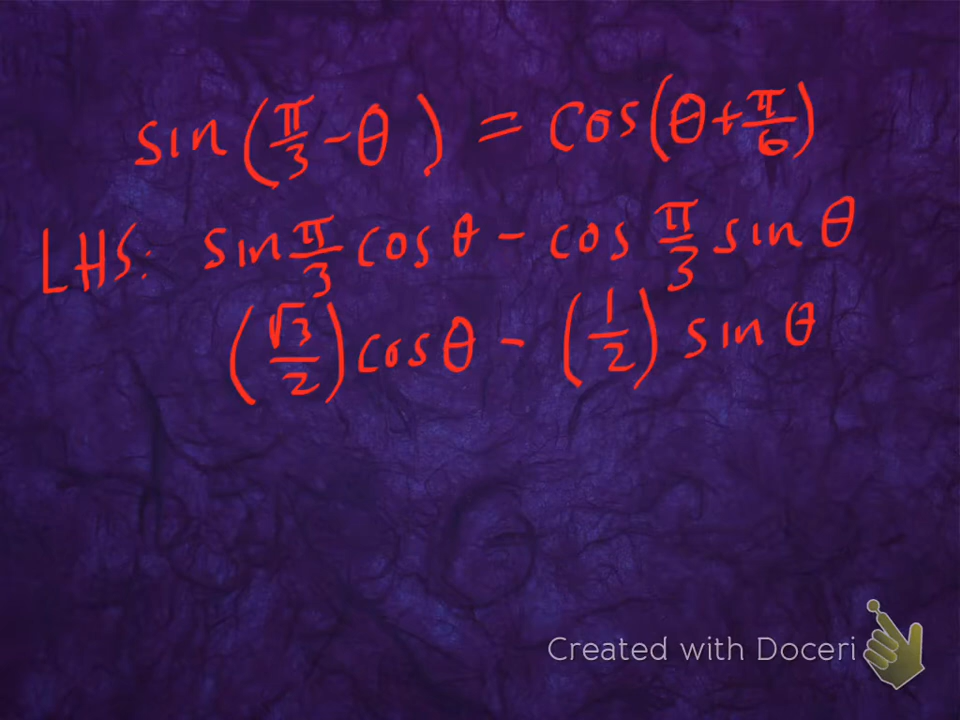 sin(π/3 - θ) = cos(θ + π/6)
LHS: sin π/3 cos θ - cos π/3 sin θ
(√3/2) cos θ - (1/2) sin θ
Created with Doceri